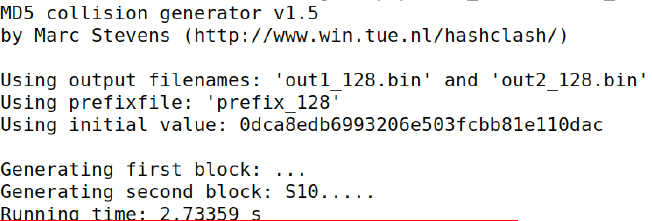 MD5 collision generator v1.5
by Marc Stevens (http://www.win.tue.nl/hashclash/)
Using output filenames: 'out1_128.bin' and 'out2_128.bin'
Using prefixfile: 'prefix_128'
Using initial value: 0dca8edb6993206e503fcbb81e110dac
Generating first block: ...
Generating second block: S10.....
Running time: 2.73359 s